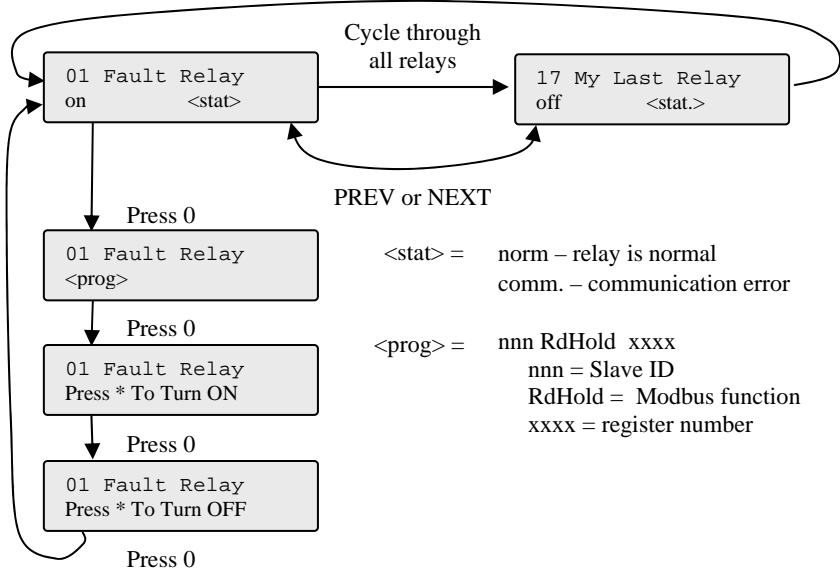 Cycle through
all relays
01 Fault Relay
on <stat>
17 My Last Relay
off <stat.>
PREV or NEXT
Press 0
01 Fault Relay
<prog>
<stat> = norm – relay is normal
comm. – communication error
Press 0
01 Fault Relay
Press * To Turn ON
<prog> = nnn RdHold xxxx
nnn = Slave ID
RdHold = Modbus function
xxxx = register number
Press 0
01 Fault Relay
Press * To Turn OFF
Press 0